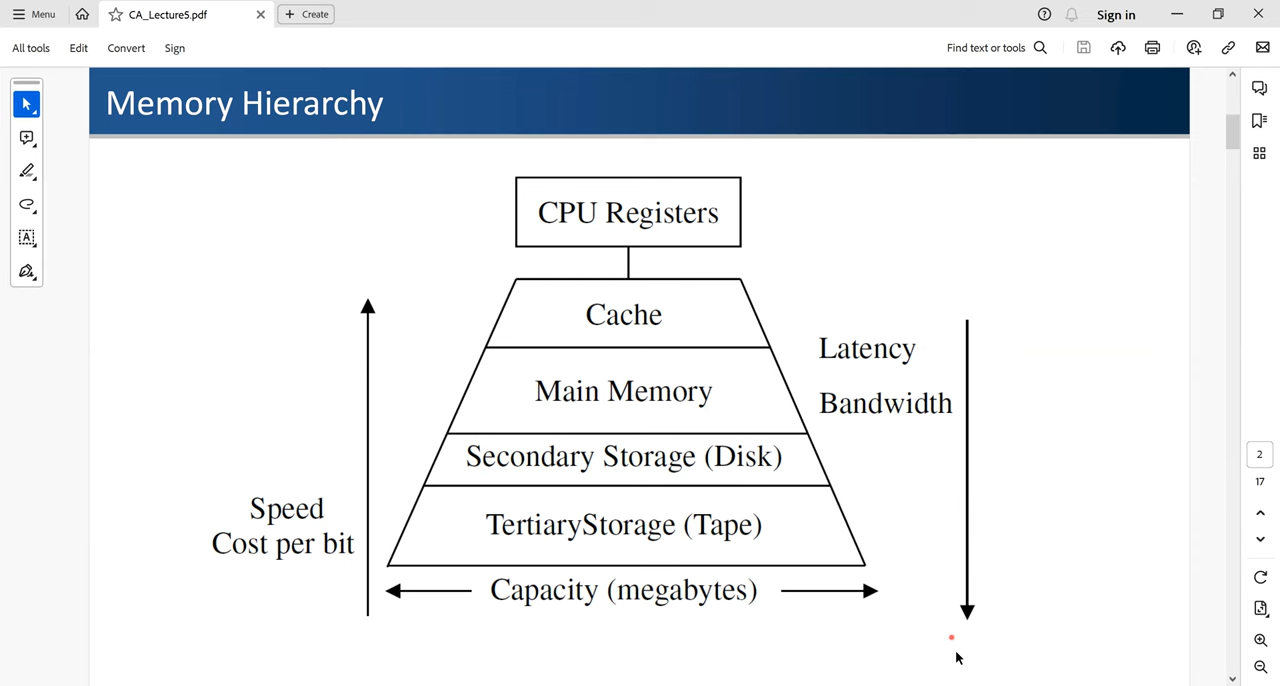 Menu
CA_Lecture5.pdf
Create
Sign in
All tools
Edit
Convert
Sign
Find text or tools
Memory Hierarchy
CPU Registers
Cache
Main Memory
Secondary Storage (Disk)
TertiaryStorage (Tape)
Latency
Bandwidth
Speed
Cost per bit
Capacity (megabytes)
2
17